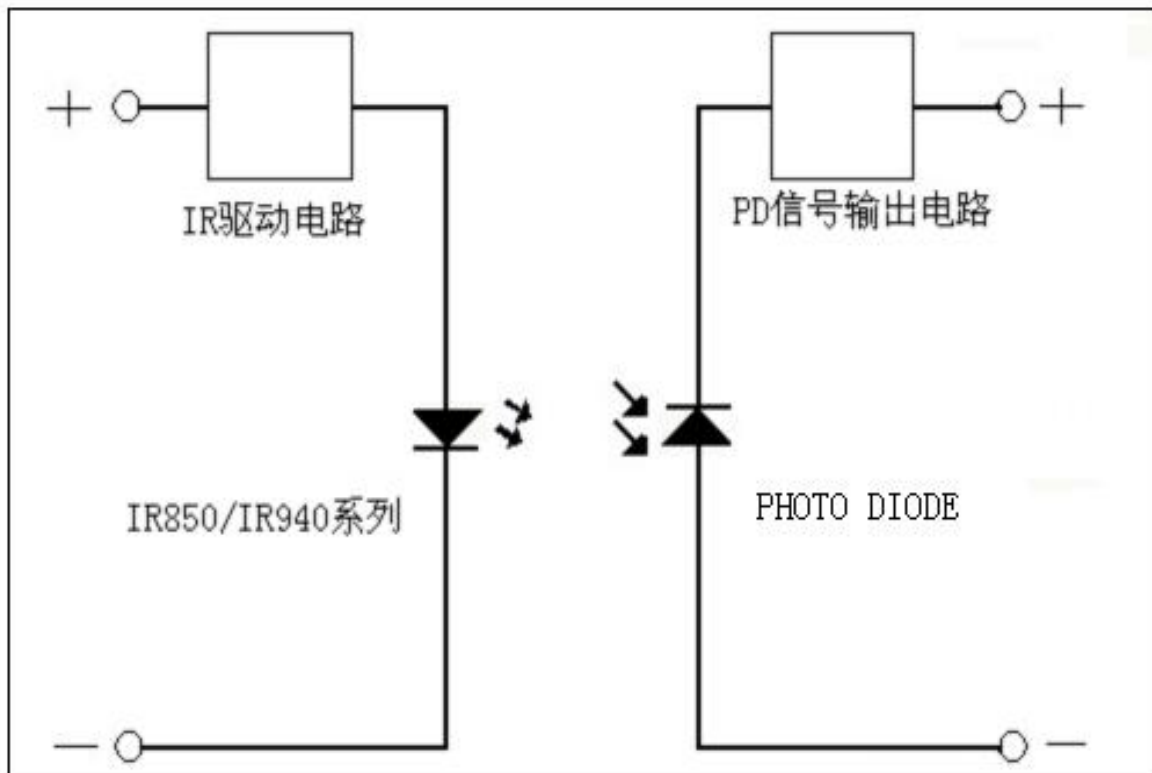 +
+
IR驱动电路
PD信号输出电路
IR850/IR940系列
PHOTO DIODE
—
—